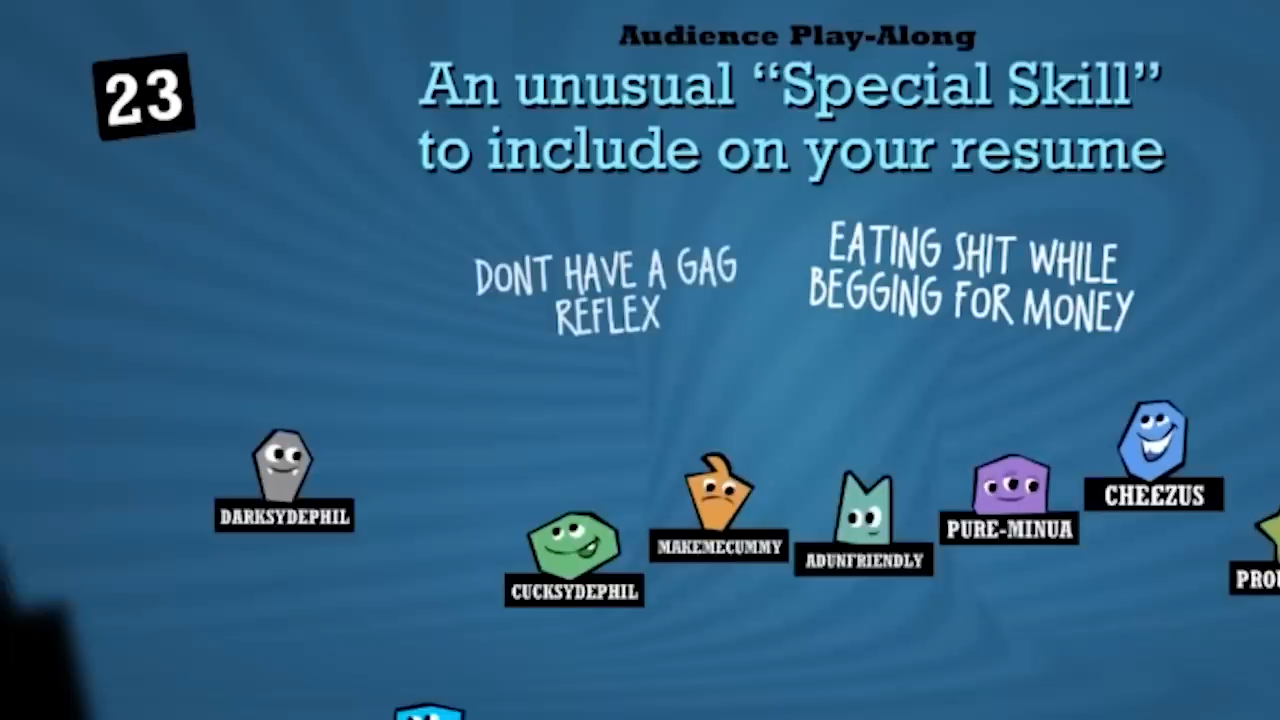 Audience Play-Along
23
An unusual “Special Skill”
to include on your resume
DONT HAVE A GAG
REFLEX
EATING SHIT WHILE
BEGGING FOR MONEY
DARKSYDEPHIL
CUCKSYDEPHIL
MAKEMECUMMY
ADUNFRIENDLY
PURE-MINUA
CHEEZUS